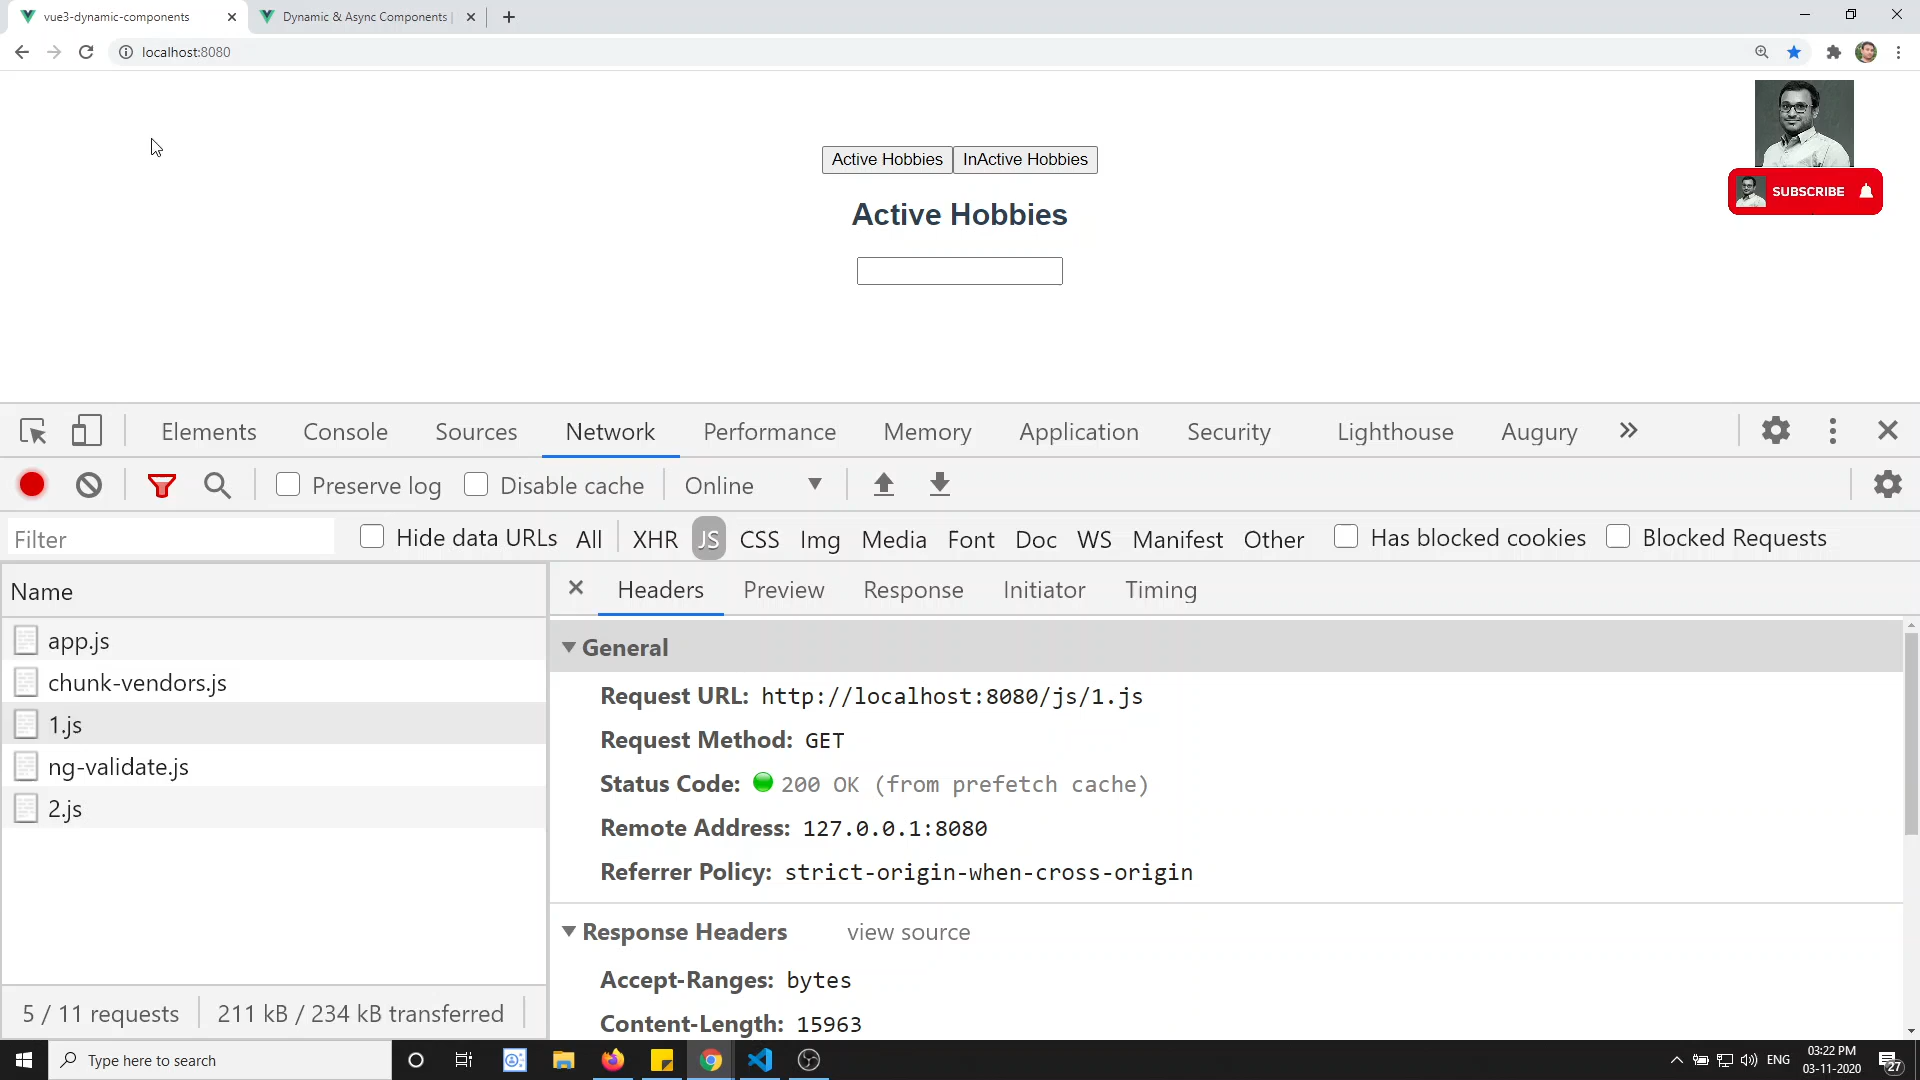 vue3-dynamic-components
Dynamic & Async Components |
localhost:8080
Active Hobbies
InActive Hobbies
SUBSCRIBE
Active Hobbies
Elements
Console
Sources
Network
Performance
Memory
Application
Security
Lighthouse
Augury
Preserve log
Disable cache
Online
Filter
Hide data URLs
All
XHR
JS
CSS
Img
Media
Font
Doc
WS
Manifest
Other
Has blocked cookies
Blocked Requests
Name
app.js
chunk-vendors.js
1.js
ng-validate.js
2.js
5 / 11 requests
211 kB / 234 kB transferred
Headers
Preview
Response
Initiator
Timing
General
Request URL: http://localhost:8080/js/1.js
Request Method: GET
Status Code: 200 OK (from prefetch cache)
Remote Address: 127.0.0.1:8080
Referrer Policy: strict-origin-when-cross-origin
Response Headers
view source
Accept-Ranges: bytes
Content-Length: 15963
Type here to search
ENG
03:22 PM
03-11-2020
27